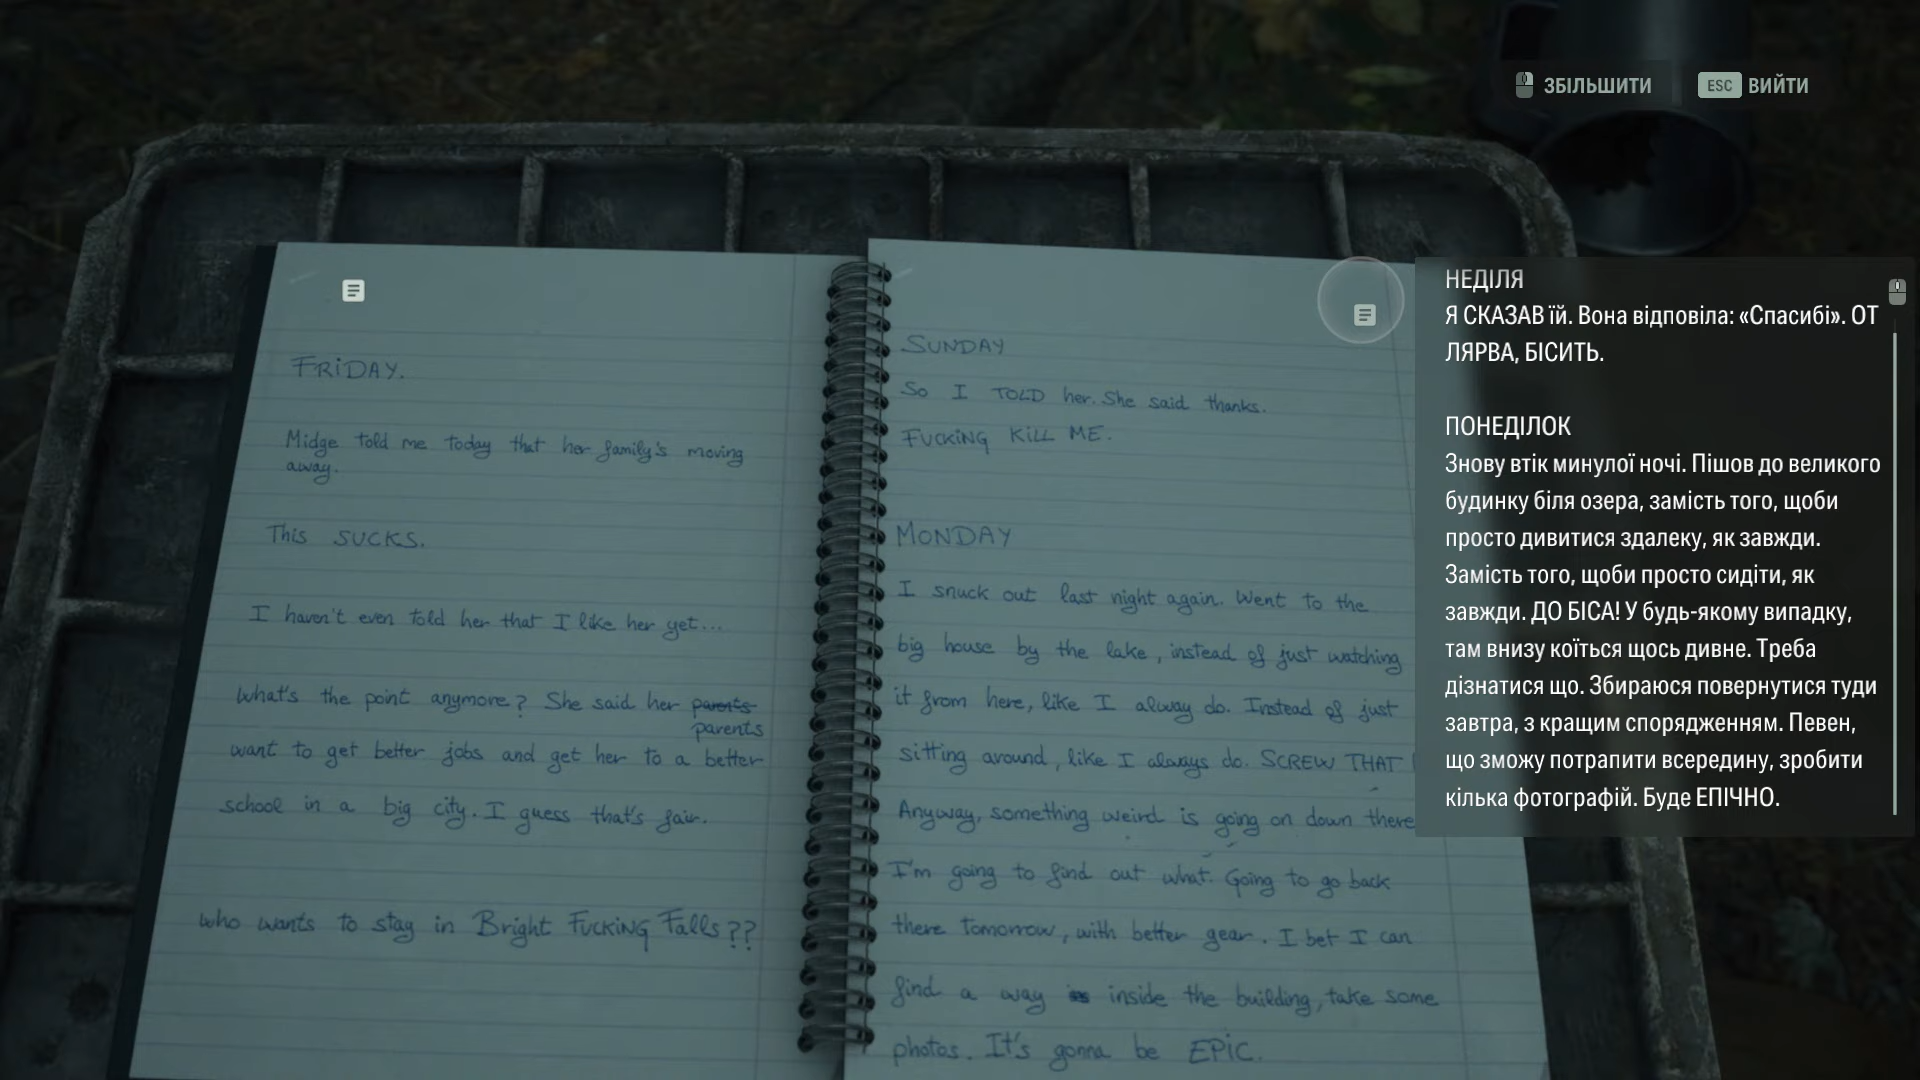 ЗБІЛЬШИТИ
ESC ВИЙТИ
FRIDAY.
Midge told me today that her family's moving
away.
This SUCKS.
I haven't even told her that I like her yet...
what's the point anymore? She said her parents
parents
want to get better jobs and get her to a better
school in a big city. I guess that's fair.
who wants to stay in Bright FUCKING Falls??
SUNDAY
So I TOLD her. She said thanks.
FUCKING KILL ME.
MONDAY
I snuck out last night again. Went to the
big house by the lake, instead of just watching
it from here, like I alway do. Instead of just
sitting around, like I always do. SCREW THAT
Anyway, something weird is going on down there
I'm going to find out what. Going to go back
there tomorrow, with better gear. I bet I can
find a way inside the building, take some
photos. It's gonna be EPIC.
НЕДІЛЯ
Я СКАЗАВ їй. Вона відповіла: «Спасибі». ОТ
ЛЯРВА, БІСИТЬ.
ПОНЕДІЛОК
Знову втік минулої ночі. Пішов до великого
будинку біля озера, замість того, щоби
просто дивитися здалеку, як завжди.
Замість того, щоби просто сидіти, як
завжди. ДО БІСА! У будь-якому випадку,
там внизу коїться щось дивне. Треба
дізнатися що. Збираюся повернутися туди
завтра, з кращим спорядженням. Певен,
що зможу потрапити всередину, зробити
кілька фотографій. Буде ЕПІЧНО.